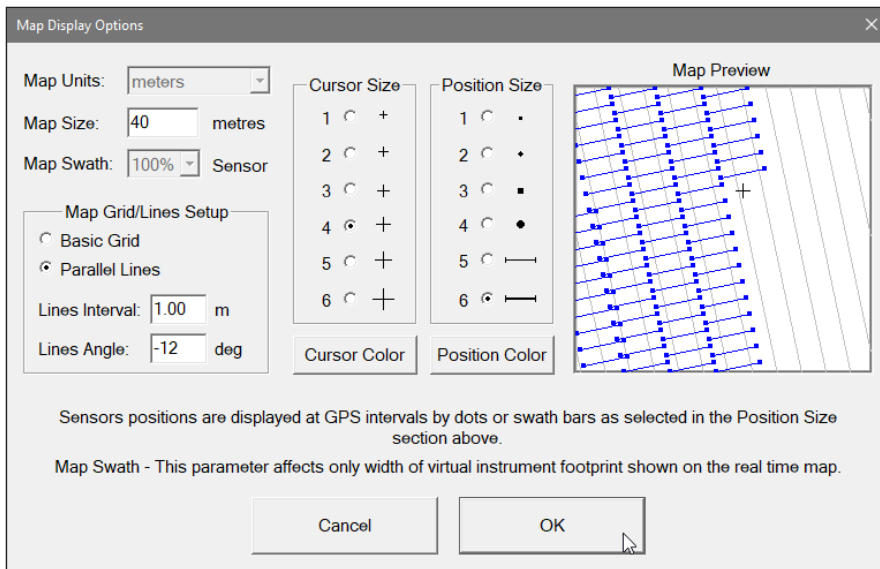 Map Display Options
Map Units: meters
Map Size: 40 metres
Map Swath: 100% Sensor
Map Grid/Lines Setup
Basic Grid
Parallel Lines
Lines Interval: 1.00 m
Lines Angle: -12 deg
Cursor Size
1
2
3
4
5
6
Cursor Color
Position Size
1
2
3
4
5
6
Position Color
Map Preview
Sensors positions are displayed at GPS intervals by dots or swath bars as selected in the Position Size
section above.
Map Swath - This parameter affects only width of virtual instrument footprint shown on the real time map.
Cancel
OK